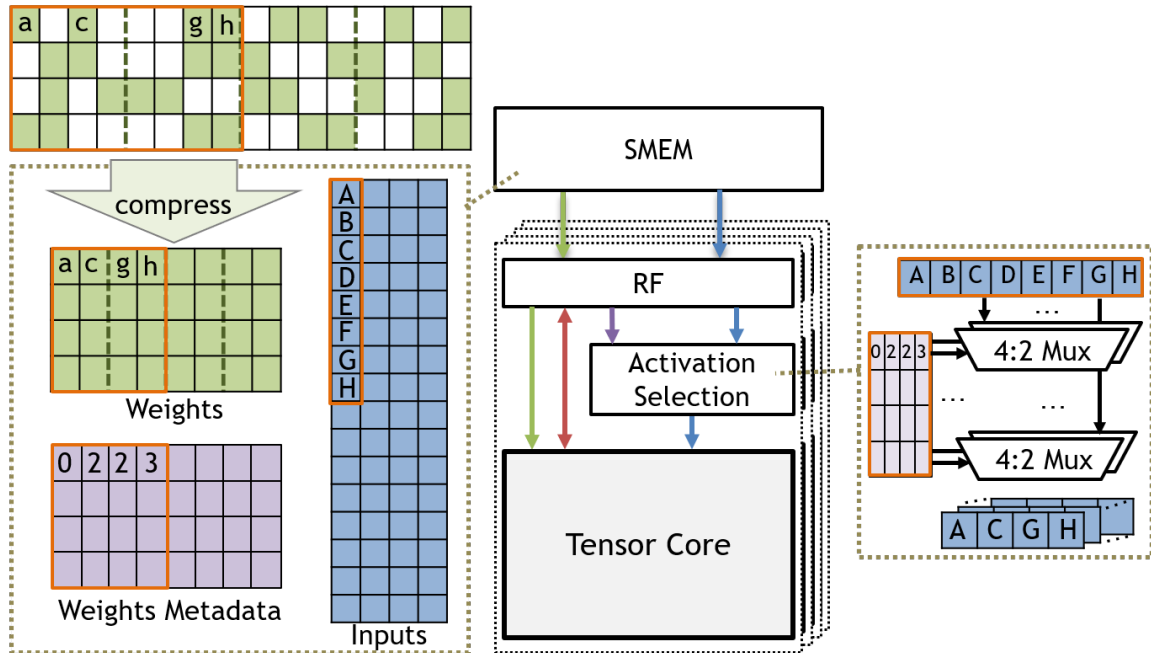 a c g h
compress
a c g h
Weights
0 2 2 3
Weights Metadata
A
B
C
D
E
F
G
H
Inputs
SMEM
RF
Activation
Selection
Tensor Core
A B C D E F G H
...
0 2 2 3
4:2 Mux
...
...
4:2 Mux
A C G H